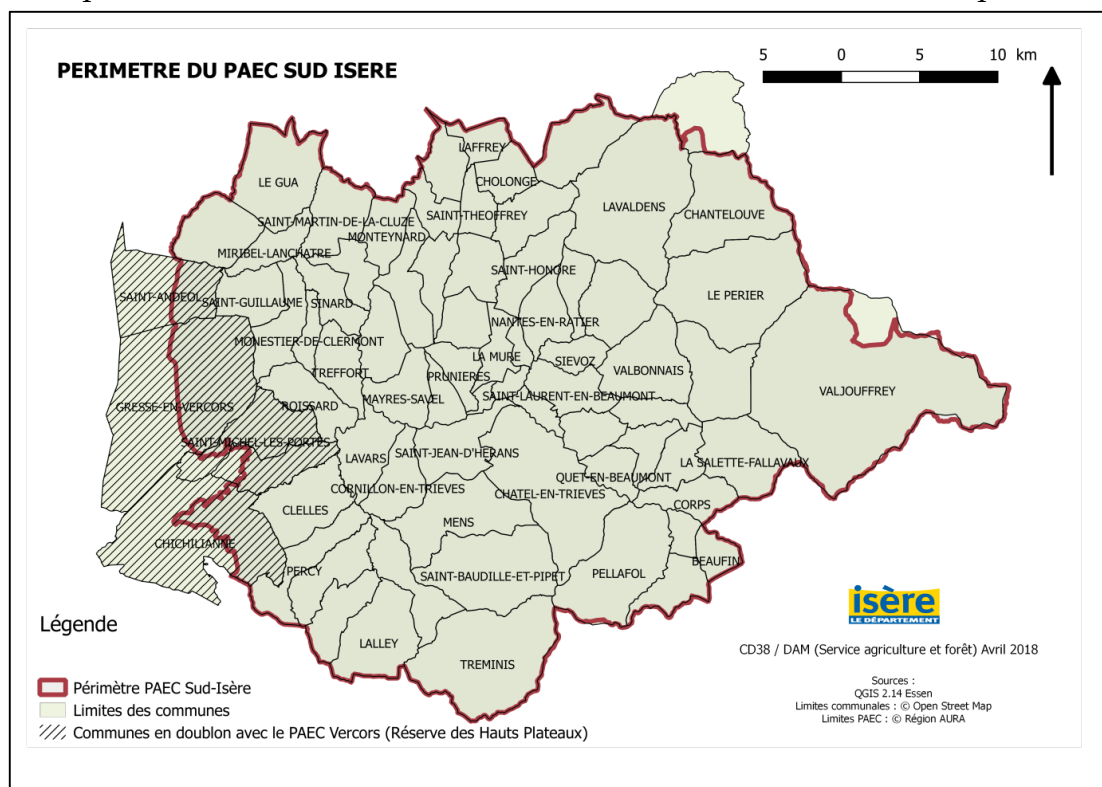 PERIMETRE DU PAEC SUD ISERE
5 0 5 10 km
LAFFREY
LE GUA
CHOLONGE
LAVALDENS
SAINT-MARTIN-DE-LA-CLUZE
SAINT-THEOFFREY
CHANTELOUVE
MONTEYNARD
MIRIBEL-LANCHATRE
SAINT-HONORE
SAINT-ANDEOL
SAINT-GUILLAUME
SINARD
LE PERIER
NANTES-EN-RATIER
MONESTIER-DE-CLERMONT
LA MURE
SIEVOZ
TREFFORT
PRUNIERES
VALBONNAIS
VALJOUFFREY
GRESSE-EN-VERCORS
ROISSARD
MAYRES-SAVEL
SAINT-LAURENT-EN-BEAUMONT
SAINT-MICHEL-LES-PORTES
LAVARS
SAINT-JEAN-D'HERANS
LA SALETTE-FALLAVAUX
QUET-EN-BEAUMONT
CORNILLON-EN-TRIEVES
CHATEL-EN-TRIEVES
CLELLES
CORPS
MENS
CHICHILIANNE
BEAUFIN
PERCY
SAINT-BAUDILLE-ET-PIPET
PELLAFOL
LALLEY
TREMINIS
isère
LE DÉPARTEMENT
CD38 / DAM (Service agriculture et forêt) Avril 2018
Sources :
QGIS 2.14 Essen
Limites communales : © Open Street Map
Limites PAEC : © Région AURA
Légende
Périmètre PAEC Sud-Isère
Limites des communes
Communes en doublon avec le PAEC Vercors (Réserve des Hauts Plateaux)